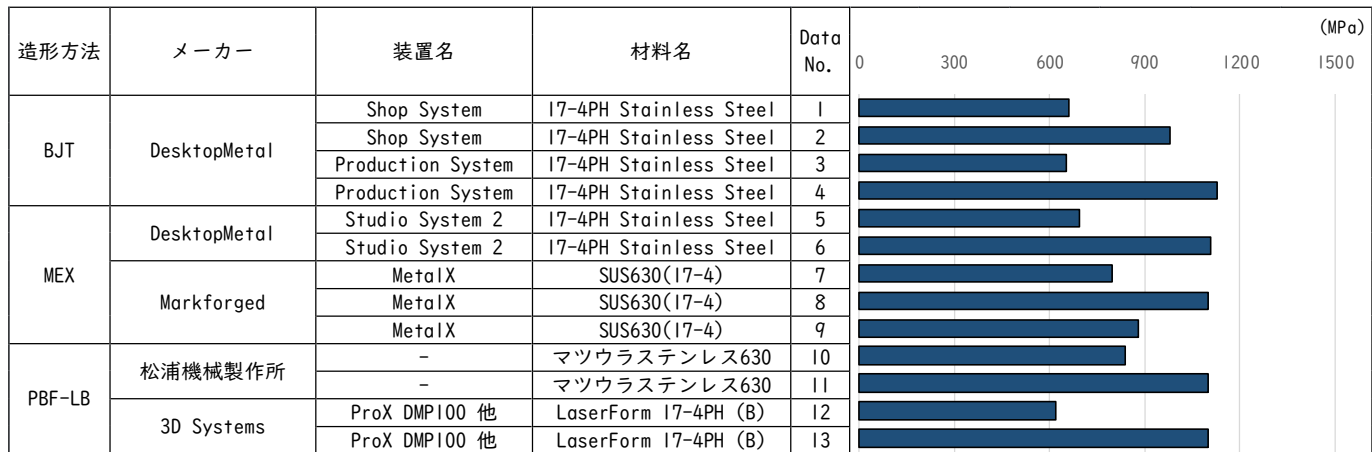 造形方法 メーカー 装置名 材料名 Data No. (MPa)
0 300 600 900 1200 1500
BJT DesktopMetal Shop System 17-4PH Stainless Steel 1
Shop System 17-4PH Stainless Steel 2
Production System 17-4PH Stainless Steel 3
Production System 17-4PH Stainless Steel 4
MEX DesktopMetal Studio System 2 17-4PH Stainless Steel 5
Studio System 2 17-4PH Stainless Steel 6
Markforged MetalX SUS630(17-4) 7
MetalX SUS630(17-4) 8
MetalX SUS630(17-4) 9
PBF-LB 松浦機械製作所 - マツウラステンレス630 10
- マツウラステンレス630 11
3D Systems ProX DMP100 他 LaserForm 17-4PH (B) 12
ProX DMP100 他 LaserForm 17-4PH (B) 13